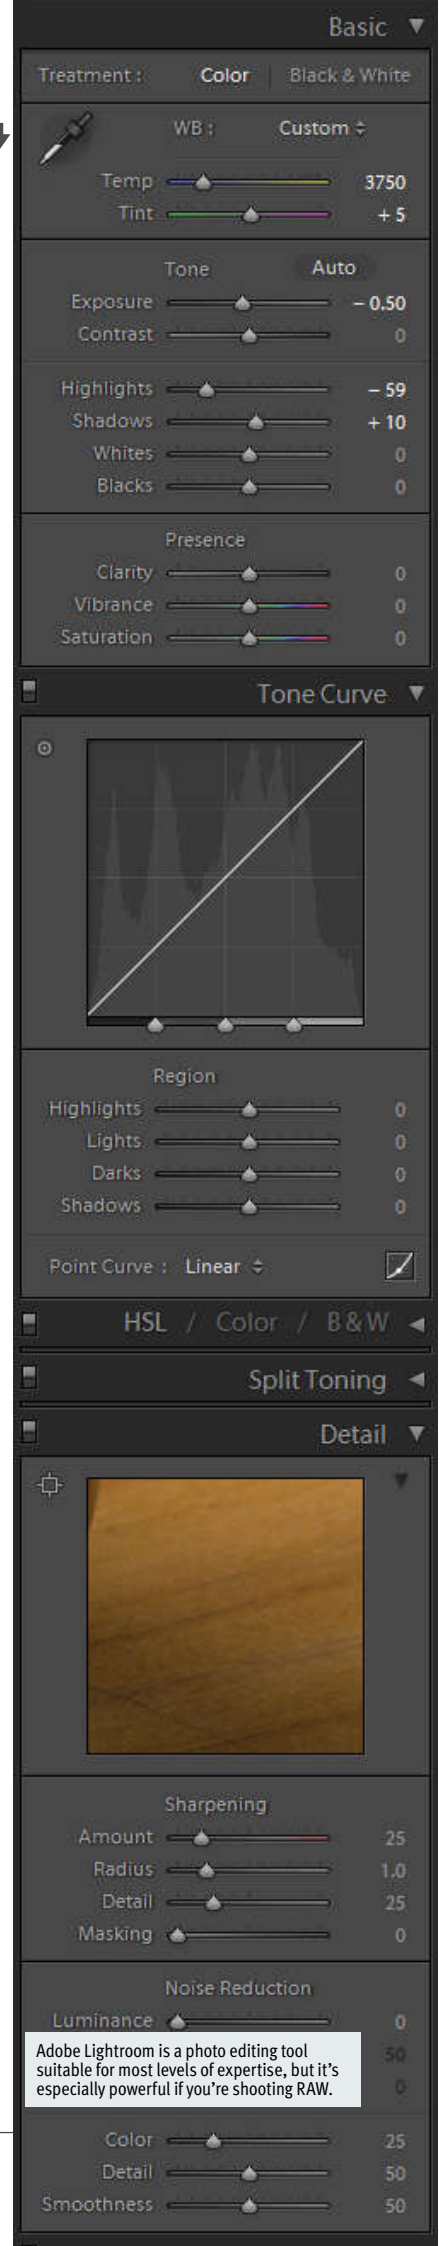 Basic
Treatment : Color Black & White
WB : Custom
Temp 3750
Tint + 5
Tone Auto
Exposure – 0.50
Contrast 0
Highlights – 59
Shadows + 10
Whites 0
Blacks 0
Presence
Clarity 0
Vibrance 0
Saturation 0
Tone Curve
Region
Highlights 0
Lights 0
Darks 0
Shadows 0
Point Curve : Linear
HSL / Color / B & W
Split Toning
Detail
Sharpening
Amount 25
Radius 1.0
Detail 25
Masking 0
Noise Reduction
Luminance 0
50
0
Adobe Lightroom is a photo editing tool
suitable for most levels of expertise, but it’s
especially powerful if you’re shooting RAW.
Color 25
Detail 50
Smoothness 50